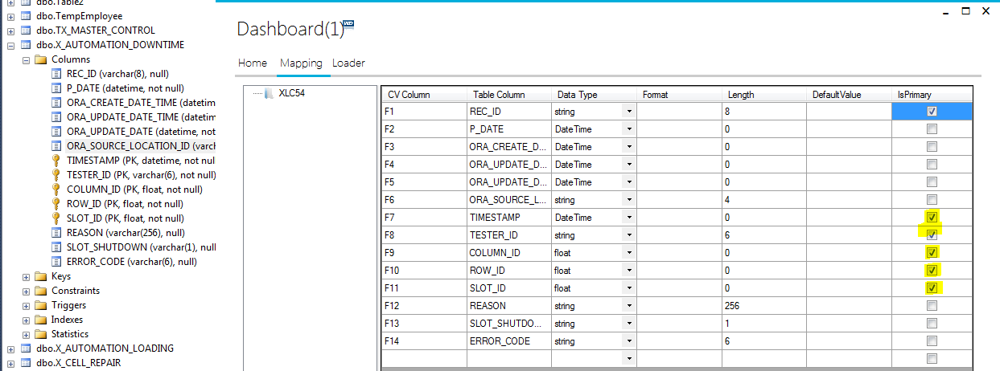 dbo.Table2
dbo.TempEmployee
dbo.TX_MASTER_CONTROL
dbo.X_AUTOMATION_DOWNTIME
Columns
REC_ID (varchar(8), null)
P_DATE (datetime, not null)
ORA_CREATE_DATE_TIME (datetim
ORA_UPDATE_DATE_TIME (datetim
ORA_UPDATE_DATE (datetime, not
ORA_SOURCE_LOCATION_ID (varch
TIMESTAMP (PK, datetime, not nul
TESTER_ID (PK, varchar(6), not null)
COLUMN_ID (PK, float, not null)
ROW_ID (PK, float, not null)
SLOT_ID (PK, float, not null)
REASON (varchar(256), null)
SLOT_SHUTDOWN (varchar(1), null
ERROR_CODE (varchar(6), null)
Keys
Constraints
Triggers
Indexes
Statistics
dbo.X_AUTOMATION_LOADING
dbo.X_CELL_REPAIR
Dashboard(1)
Home Mapping Loader
XLC54
CV Column Table Column Data Type Format Length DefaultValue IsPrimary
F1 REC_ID string 8
F2 P_DATE DateTime 0
F3 ORA_CREATE_D... DateTime 0
F4 ORA_UPDATE_D... DateTime 0
F5 ORA_UPDATE_D... DateTime 0
F6 ORA_SOURCE_L... string 4
F7 TIMESTAMP DateTime 0
F8 TESTER_ID string 6
F9 COLUMN_ID float 0
F10 ROW_ID float 0
F11 SLOT_ID float 0
F12 REASON string 256
F13 SLOT_SHUTDO... string 1
F14 ERROR_CODE string 6